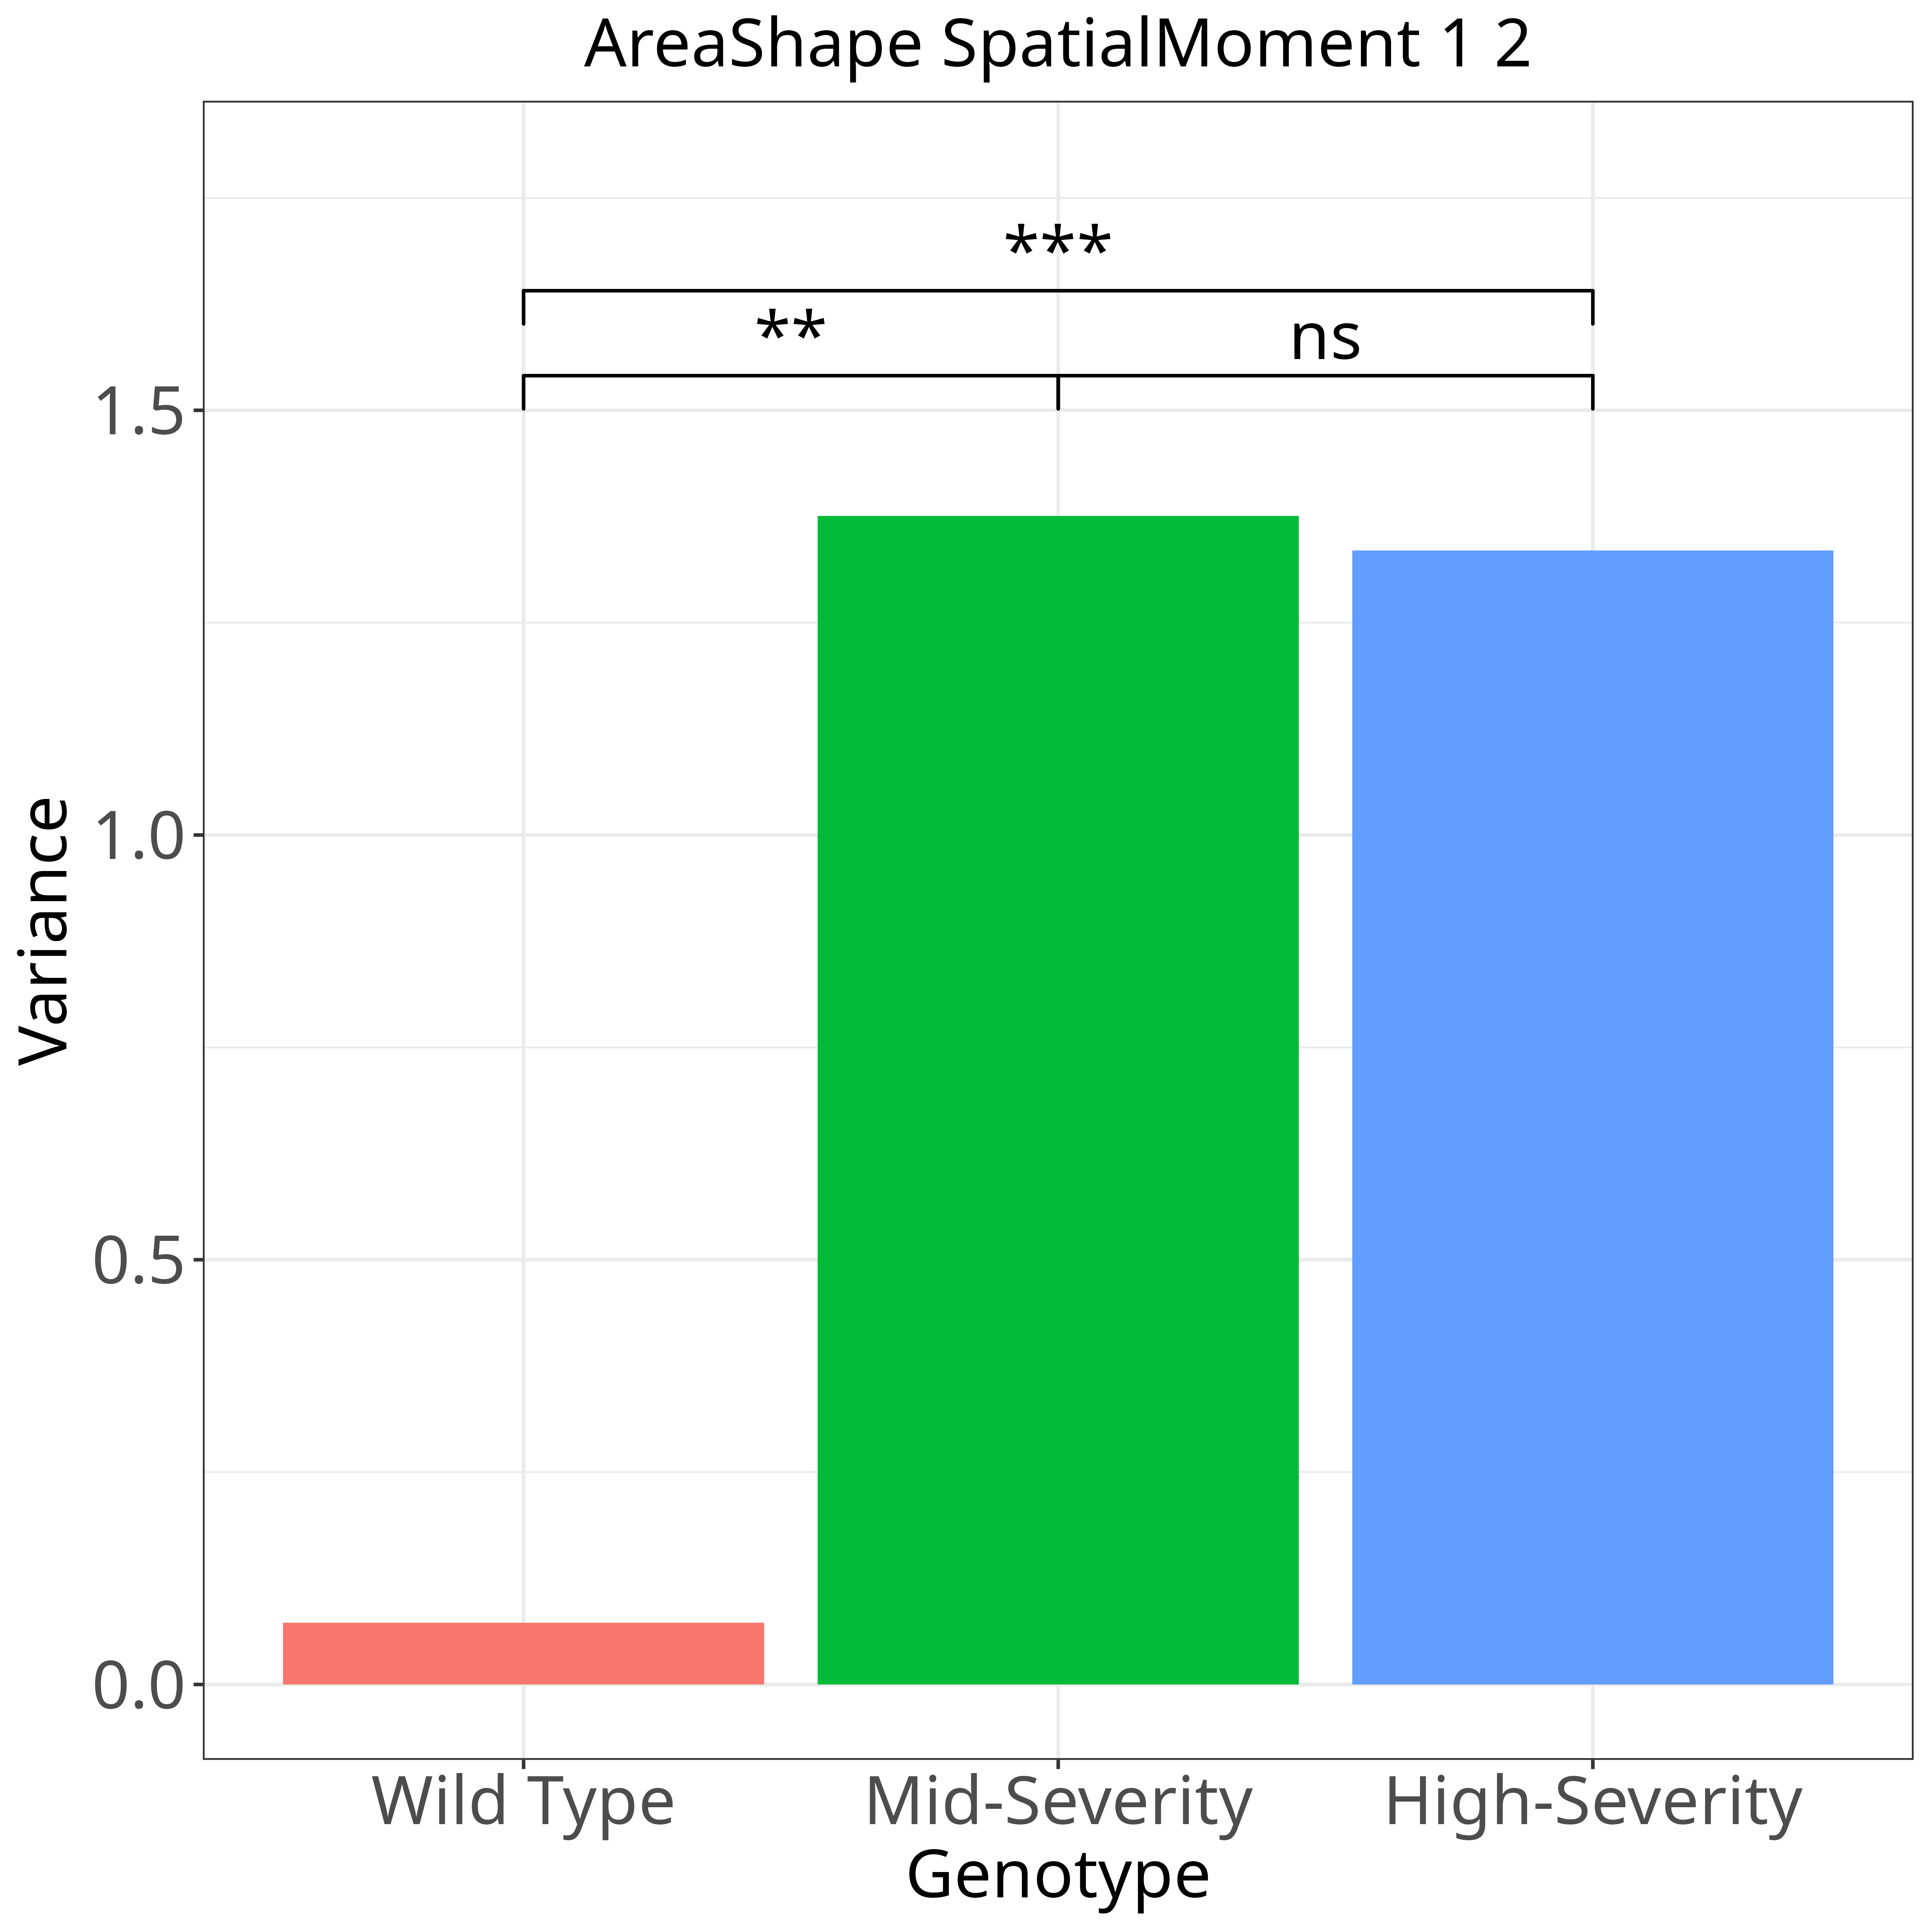 AreaShape SpatialMoment 1 2
***
** ns
1.5
1.0
0.5
0.0
Variance
Wild Type Mid-Severity High-Severity
Genotype